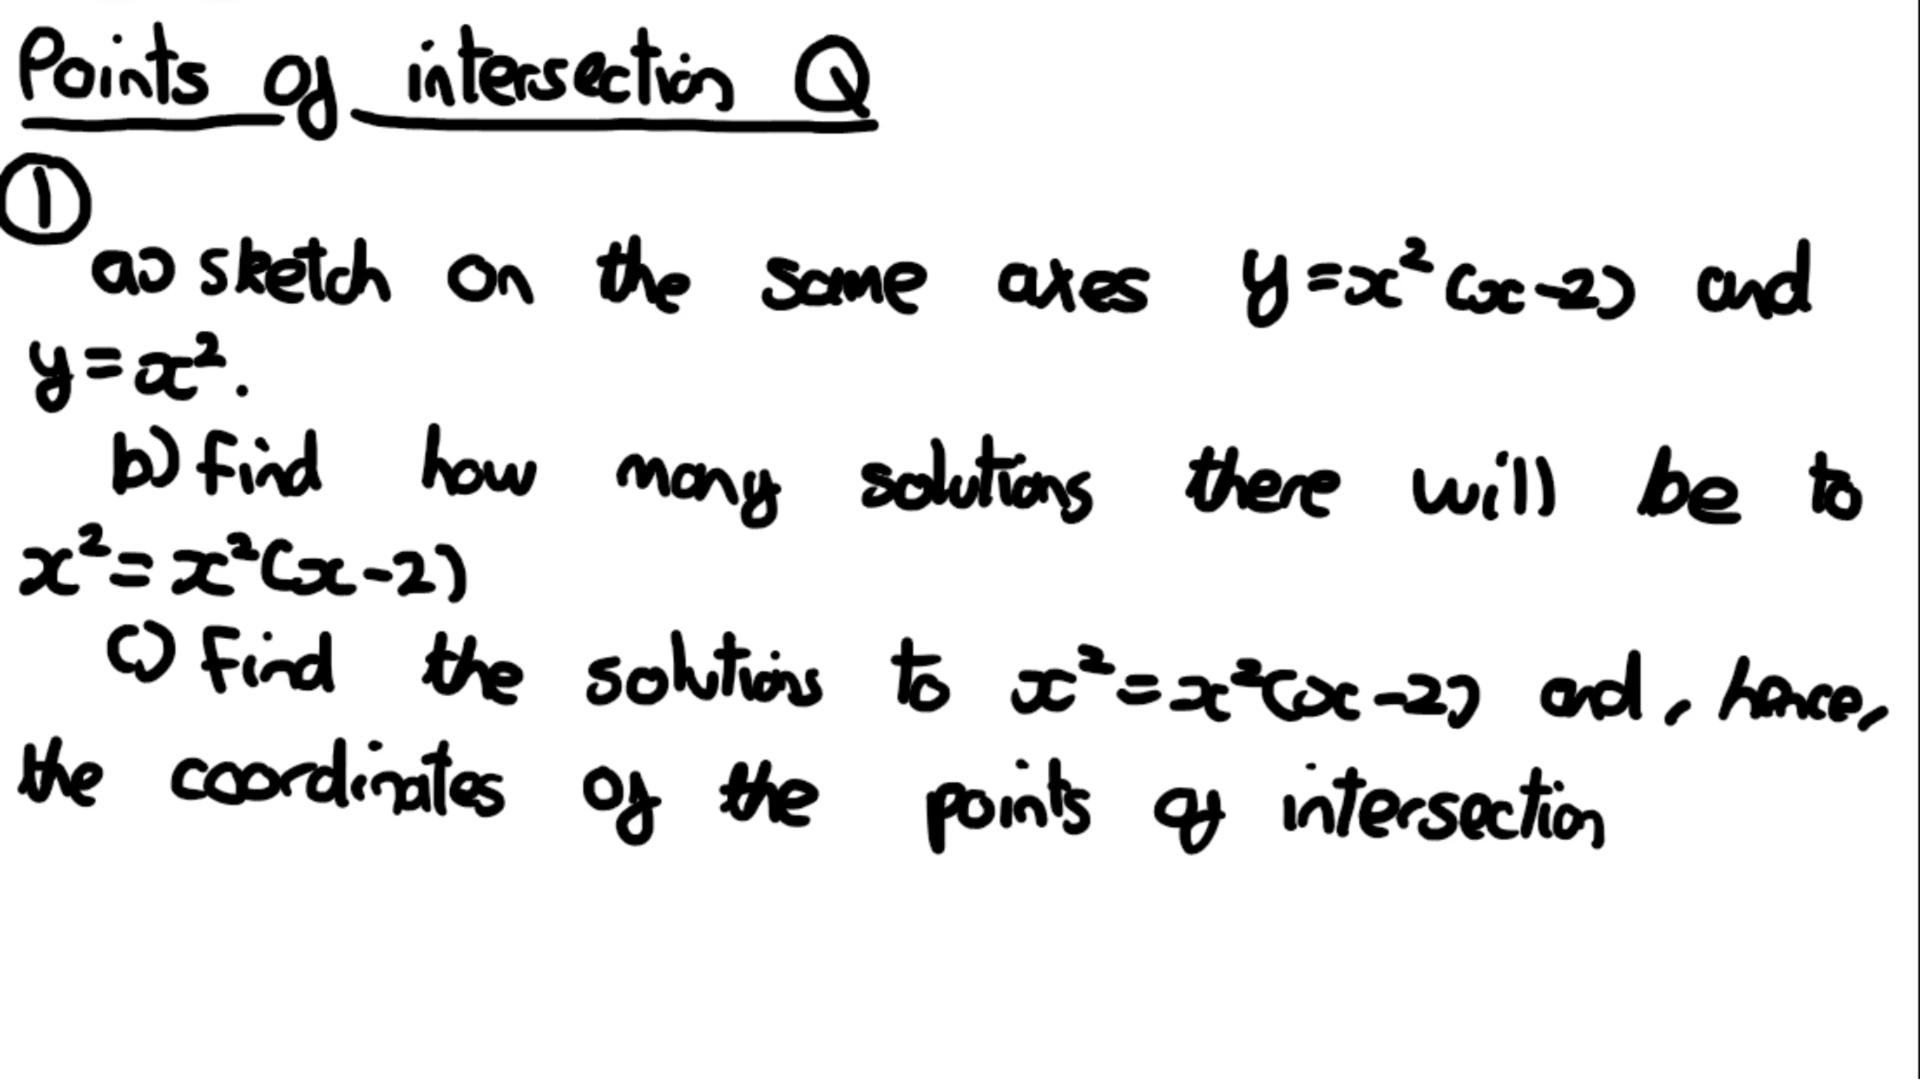 Points of intersection Q
①
a) sketch on the same axes y=x²(x-2) and
y=x².
b) find how many solutions there will be to
x²=x²(x-2)
c) find the solutions to x²=x²(x-2) and, hence,
the coordinates of the points of intersection